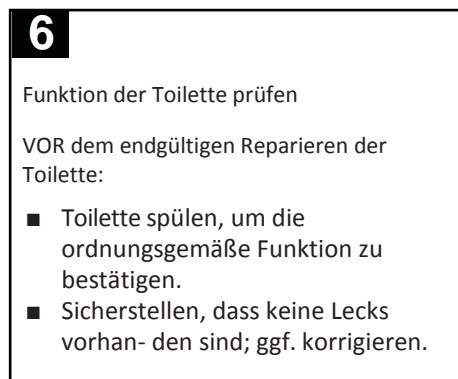 6
Funktion der Toilette prüfen
VOR dem endgültigen Reparieren der
Toilette:
■ Toilette spülen, um die
ordnungsgemäße Funktion zu
bestätigen.
■ Sicherstellen, dass keine Lecks
vorhan- den sind; ggf. korrigieren.